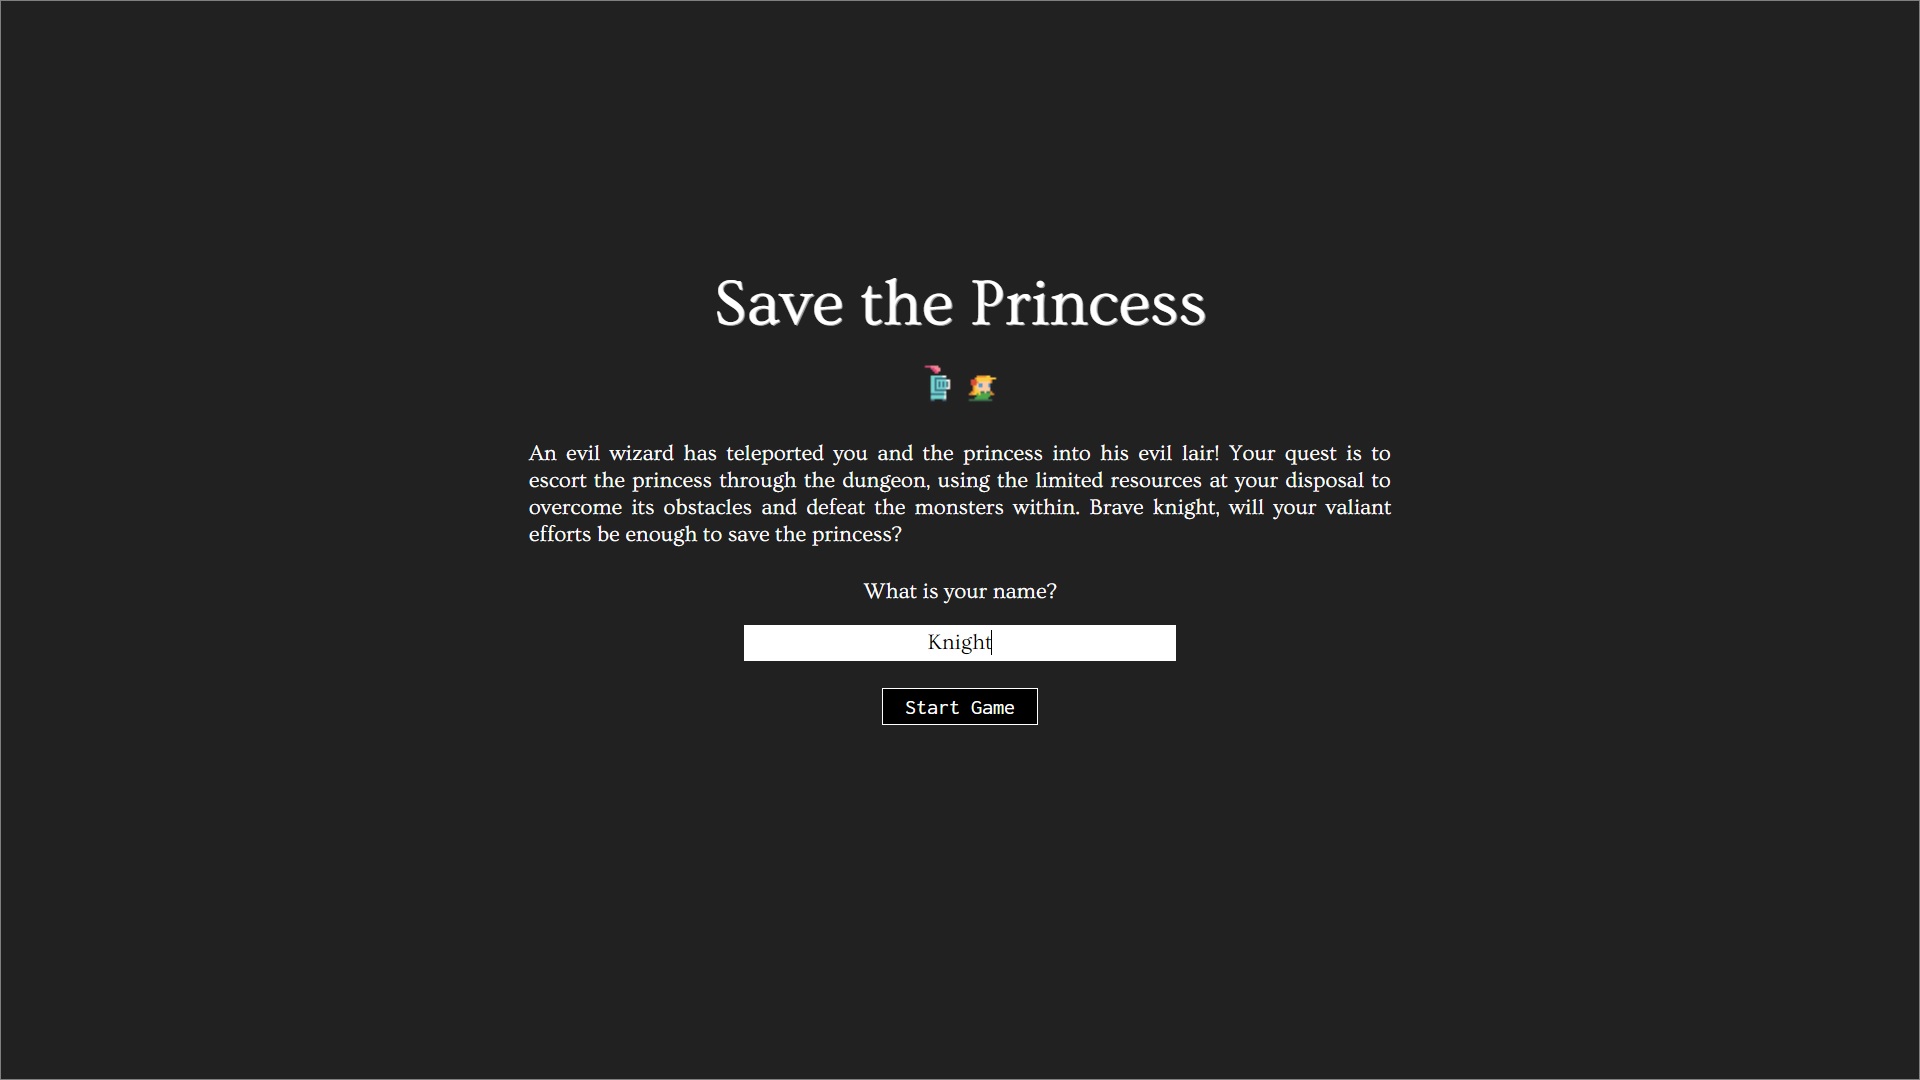 Save the Princess
An evil wizard has teleported you and the princess into his evil lair! Your quest is to
escort the princess through the dungeon, using the limited resources at your disposal to
overcome its obstacles and defeat the monsters within. Brave knight, will your valiant
efforts be enough to save the princess?
What is your name?
Knight
Start Game